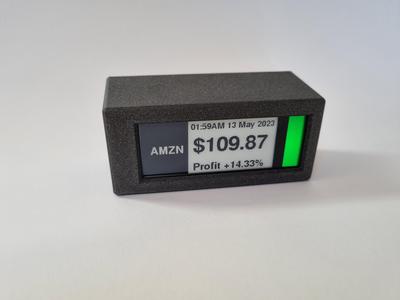 01:59AM 13 May 2023
AMZN
$109.87
Profit +14.33%